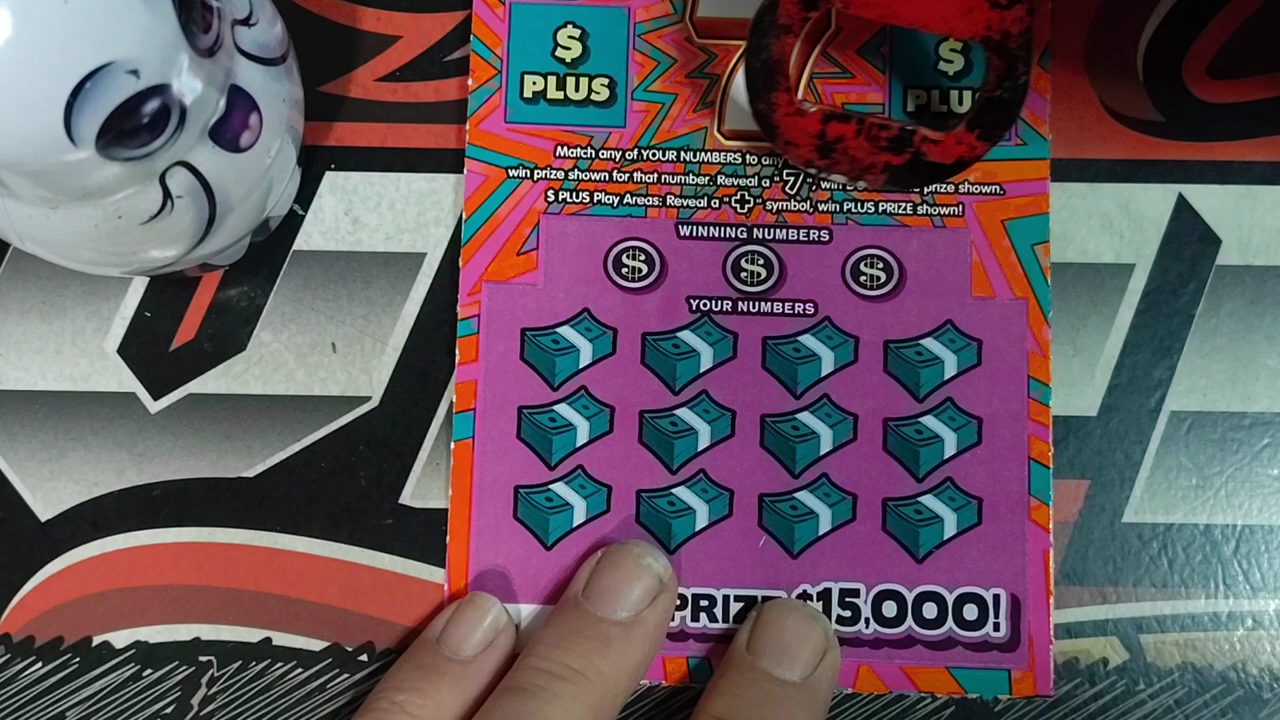 $ $
PLUS PLU
Match any of YOUR NUMBERS to any
win prize shown for that number. Reveal a "7", win prize shown.
$ PLUS Play Areas: Reveal a "+" symbol, win PLUS PRIZE shown!
WINNING NUMBERS
$ $ $
YOUR NUMBERS
PRIZE $15,000!